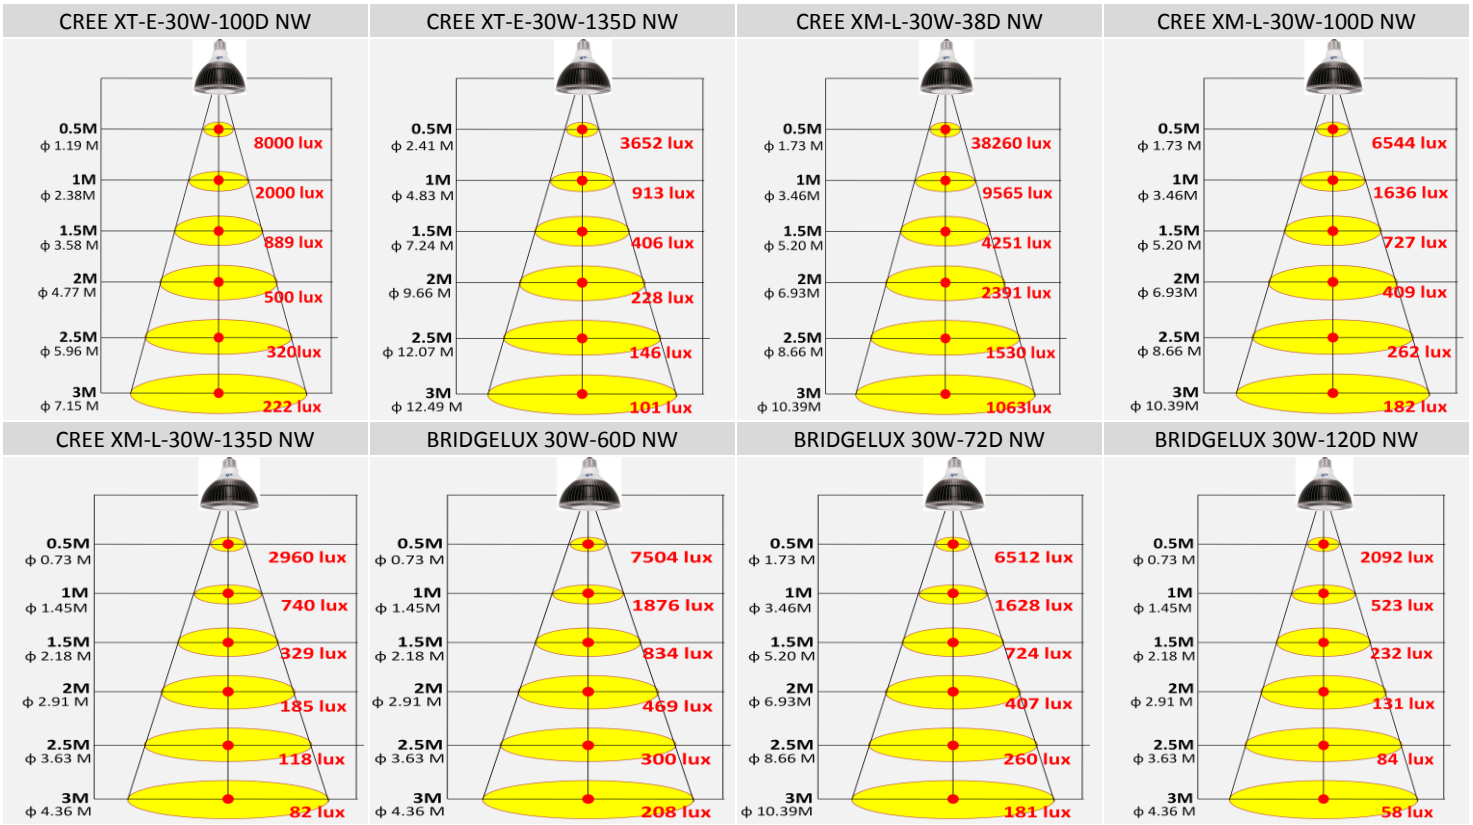 CREE XT-E-30W-100D NW
0.5M
ф 1.19 M
8000 lux
1M
ф 2.38M
2000 lux
1.5M
ф 3.58 M
889 lux
2M
ф 4.77 M
500 lux
2.5M
ф 5.96 M
320lux
3M
ф 7.15 M
222 lux
CREE XT-E-30W-135D NW
0.5M
ф 2.41 M
3652 lux
1M
ф 4.83 M
913 lux
1.5M
ф 7.24 M
406 lux
2M
ф 9.66 M
228 lux
2.5M
ф 12.07 M
146 lux
3M
ф 12.49 M
101 lux
CREE XM-L-30W-38D NW
0.5M
ф 1.73 M
38260 lux
1M
ф 3.46M
9565 lux
1.5M
ф 5.20 M
4251 lux
2M
ф 6.93M
2391 lux
2.5M
ф 8.66 M
1530 lux
3M
ф 10.39M
1063lux
CREE XM-L-30W-100D NW
0.5M
ф 1.73 M
6544 lux
1M
ф 3.46M
1636 lux
1.5M
ф 5.20 M
727 lux
2M
ф 6.93M
409 lux
2.5M
ф 8.66 M
262 lux
3M
ф 10.39M
182 lux
CREE XM-L-30W-135D NW
0.5M
ф 0.73 M
2960 lux
1M
ф 1.45M
740 lux
1.5M
ф 2.18 M
329 lux
2M
ф 2.91 M
185 lux
2.5M
ф 3.63 M
118 lux
3M
ф 4.36 M
82 lux
BRIDGELUX 30W-60D NW
0.5M
ф 0.73 M
7504 lux
1M
ф 1.45M
1876 lux
1.5M
ф 2.18 M
834 lux
2M
ф 2.91 M
469 lux
2.5M
ф 3.63 M
300 lux
3M
ф 4.36 M
208 lux
BRIDGELUX 30W-72D NW
0.5M
ф 1.73 M
6512 lux
1M
ф 3.46M
1628 lux
1.5M
ф 5.20 M
724 lux
2M
ф 6.93M
407 lux
2.5M
ф 8.66 M
260 lux
3M
ф 10.39M
181 lux
BRIDGELUX 30W-120D NW
0.5M
ф 0.73 M
2092 lux
1M
ф 1.45M
523 lux
1.5M
ф 2.18 M
232 lux
2M
ф 2.91 M
131 lux
2.5M
ф 3.63 M
84 lux
3M
ф 4.36 M
58 lux